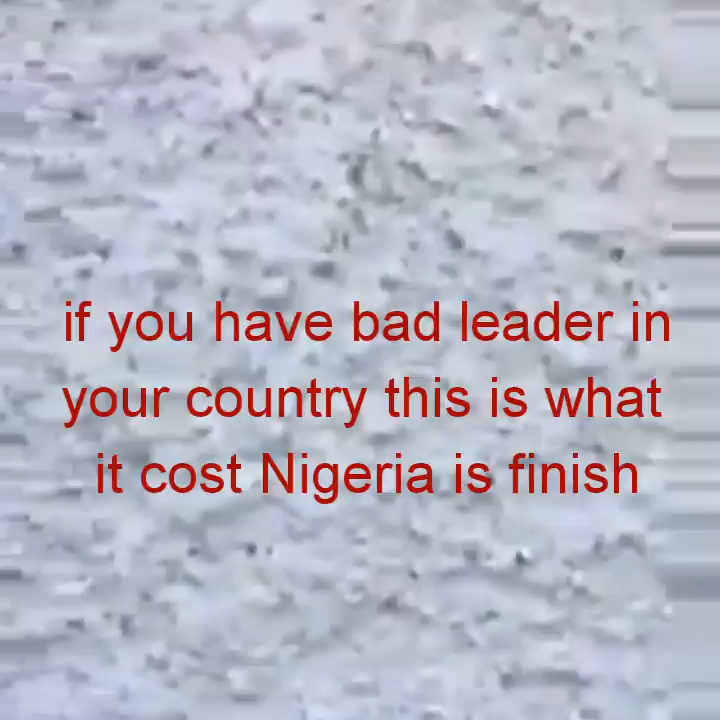 if you have bad leader in
your country this is what
it cost Nigeria is finish